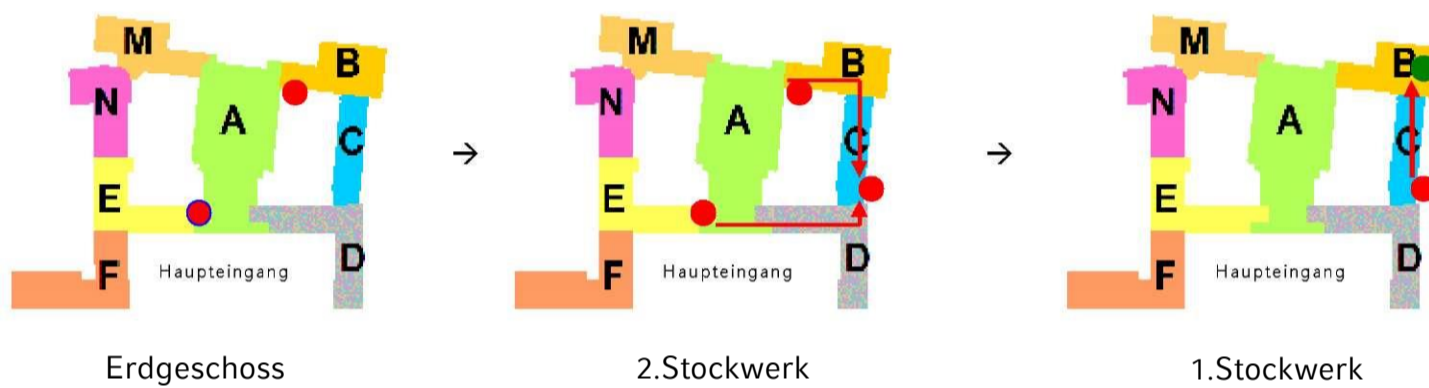 M
B
N
A
C
E
D
F
Haupteingang
Erdgeschoss
→
M
B
N
A
C
E
D
F
Haupteingang
2.Stockwerk
→
M
B
N
A
C
E
D
F
Haupteingang
1.Stockwerk